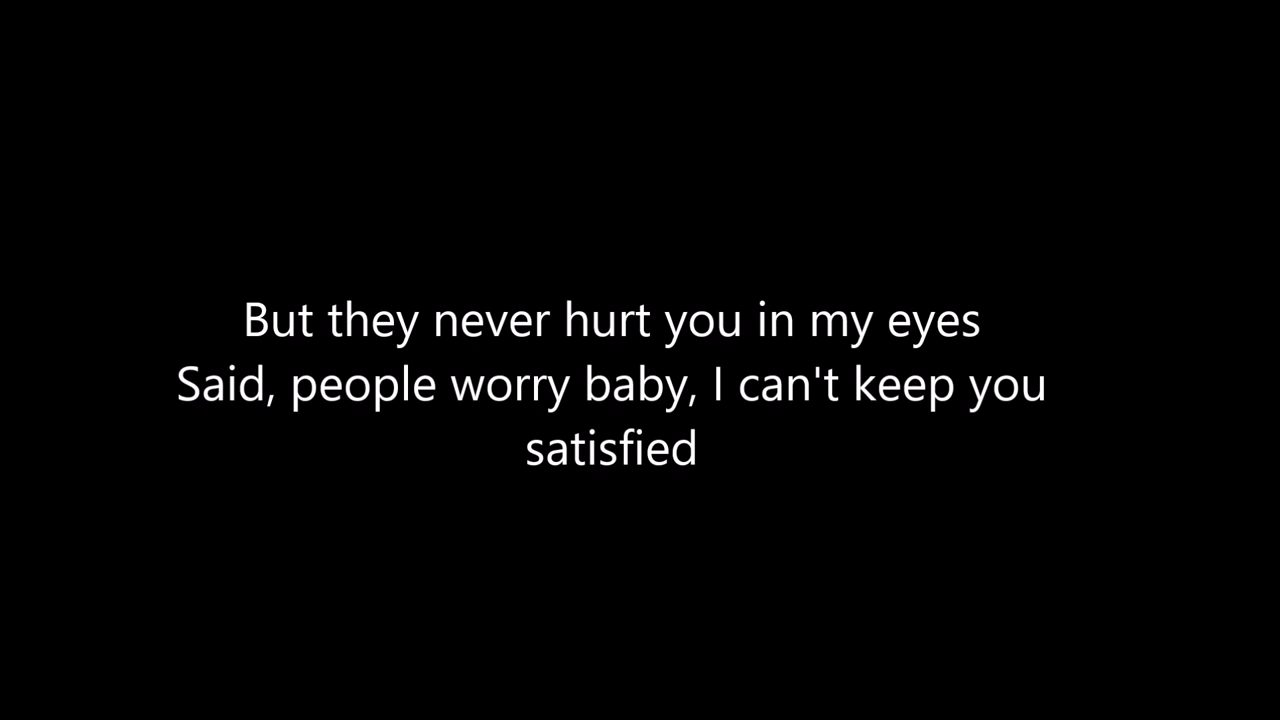 But they never hurt you in my eyes
Said, people worry baby, I can't keep you
satisfied